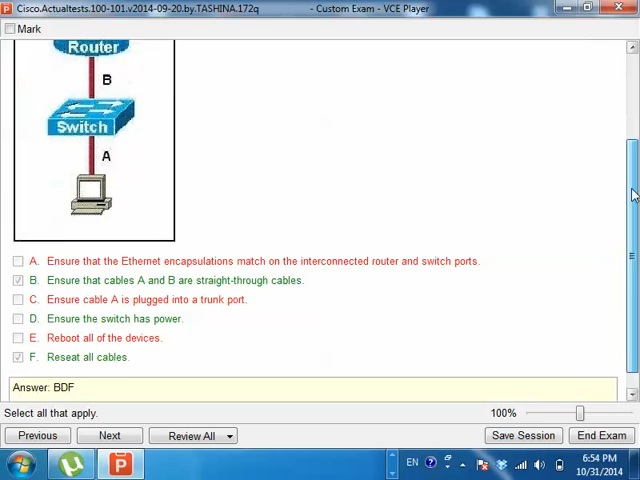 Cisco.Actualtests.100-101.v2014-09-20.by.TASHINA.172q - Custom Exam - VCE Player
Mark
Router
B
Switch
A
A. Ensure that the Ethernet encapsulations match on the interconnected router and switch ports.
B. Ensure that cables A and B are straight-through cables.
C. Ensure cable A is plugged into a trunk port.
D. Ensure the switch has power.
E. Reboot all of the devices.
F. Reseat all cables.
Answer: BDF
Select all that apply. 100%
Previous Next Review All Save Session End Exam
EN 6:54 PM
10/31/2014